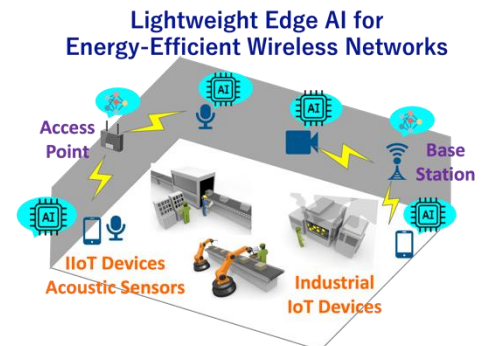 Lightweight Edge AI for
Energy-Efficient Wireless Networks
AI
AI
Access
Point
Base
Station
AI
AI
IIoT Devices
Acoustic Sensors
Industrial
IoT Devices